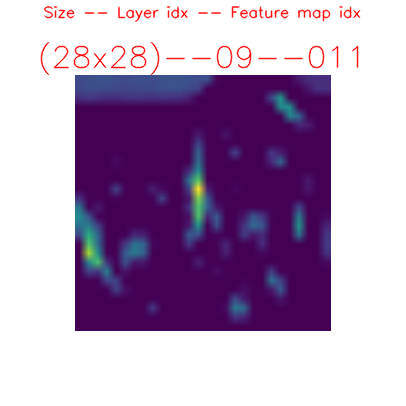 Size -- Layer idx -- Feature map idx
(28x28)--09--011